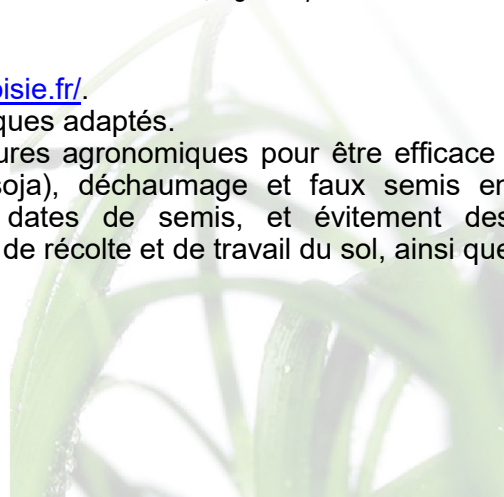 oisie.fr/.
ques adaptés.
ures agronomiques pour être efficace
soja), déchaumage et faux semis en
dates de semis, et évitement des
de récolte et de travail du sol, ainsi que